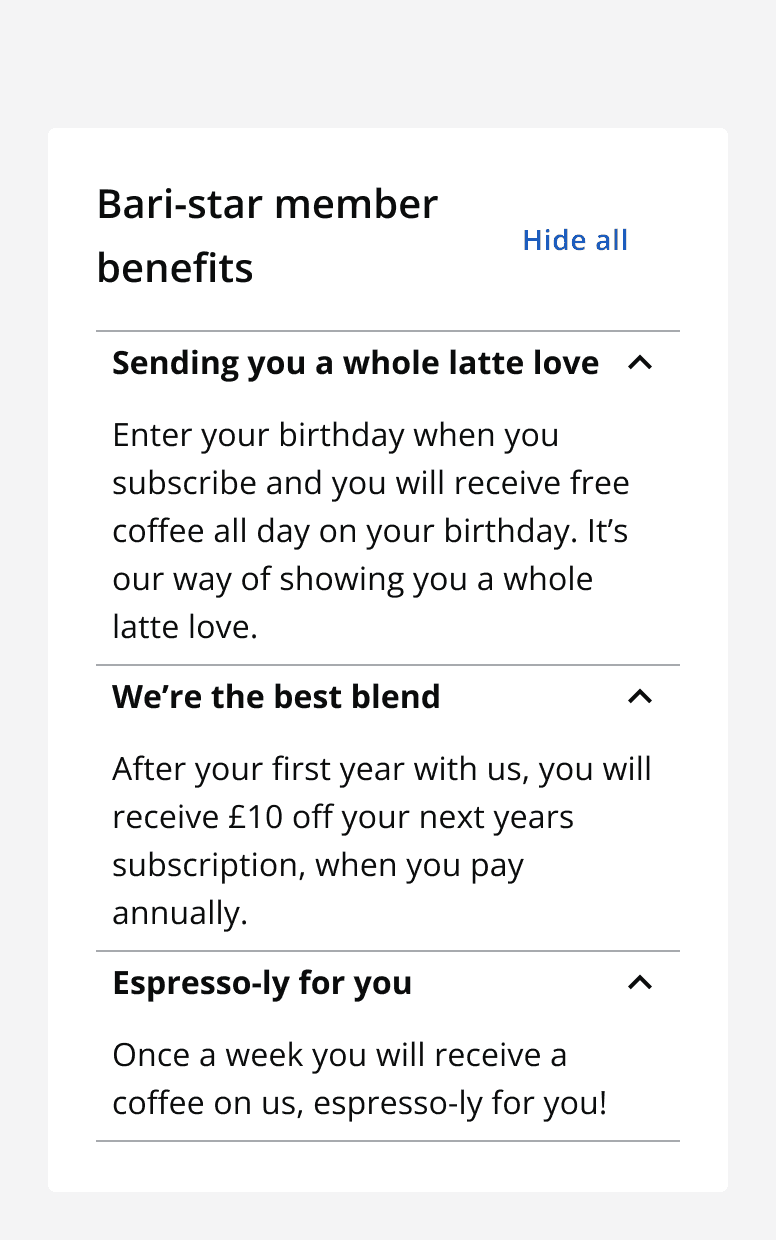 Bari-star member
benefits
Hide all
Sending you a whole latte love
Enter your birthday when you
subscribe and you will receive free
coffee all day on your birthday. It’s
our way of showing you a whole
latte love.
We’re the best blend
After your first year with us, you will
receive £10 off your next years
subscription, when you pay
annually.
Espresso-ly for you
Once a week you will receive a
coffee on us, espresso-ly for you!